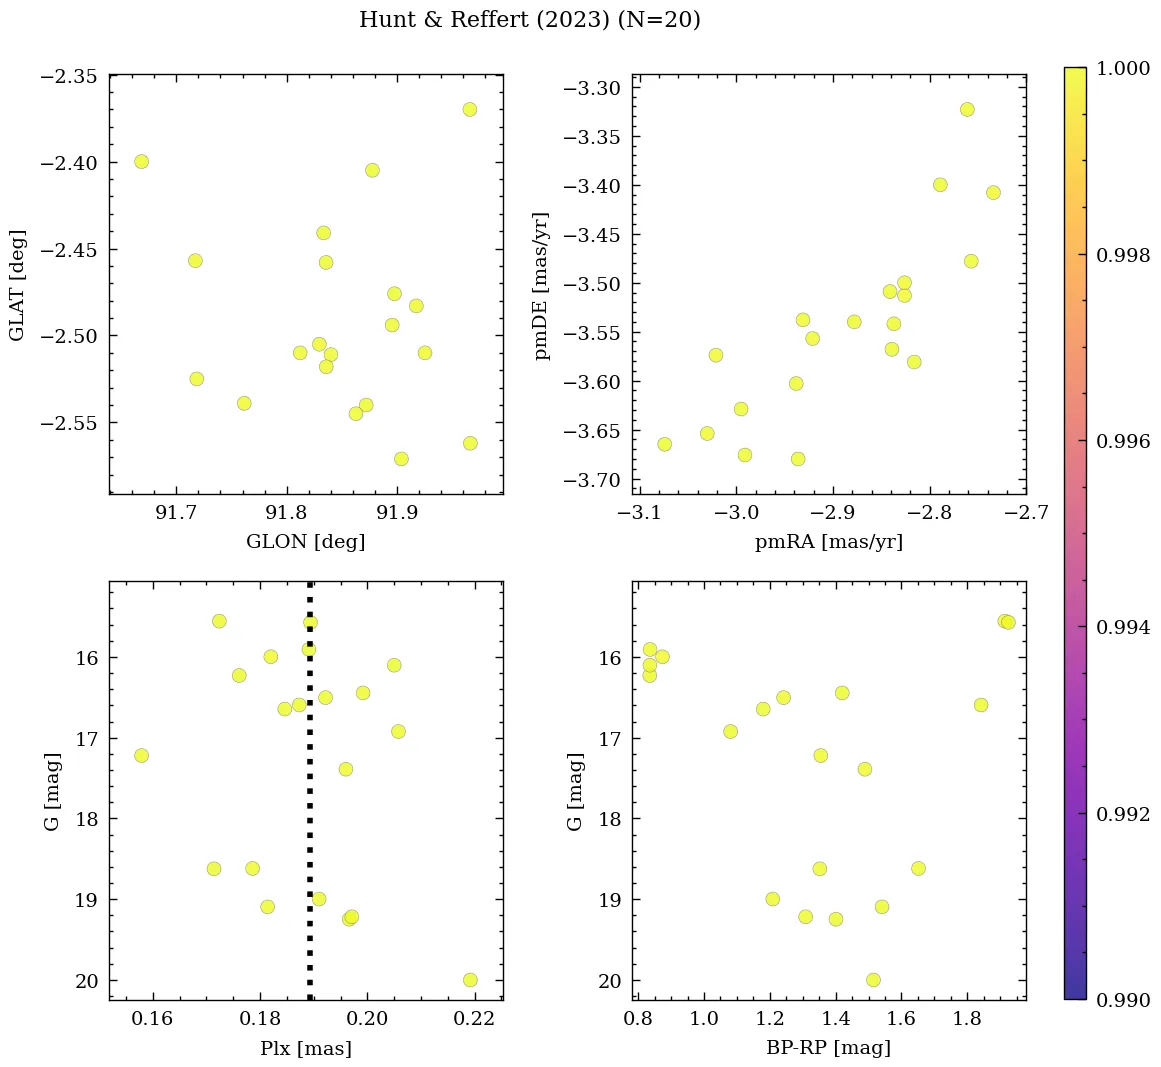 Hunt & Reffert (2023) (N=20)
−2.35
−2.40
−2.45
−2.50
−2.55
GLAT [deg]
91.7 91.8 91.9
GLON [deg]
−3.30
−3.35
−3.40
−3.45
−3.50
−3.55
−3.60
−3.65
−3.70
pmDE [mas/yr]
−3.1 −3.0 −2.9 −2.8 −2.7
pmRA [mas/yr]
16
17
18
19
20
G [mag]
0.16 0.18 0.20 0.22
Plx [mas]
16
17
18
19
20
G [mag]
0.8 1.0 1.2 1.4 1.6 1.8
BP-RP [mag]
1.000
0.998
0.996
0.994
0.992
0.990